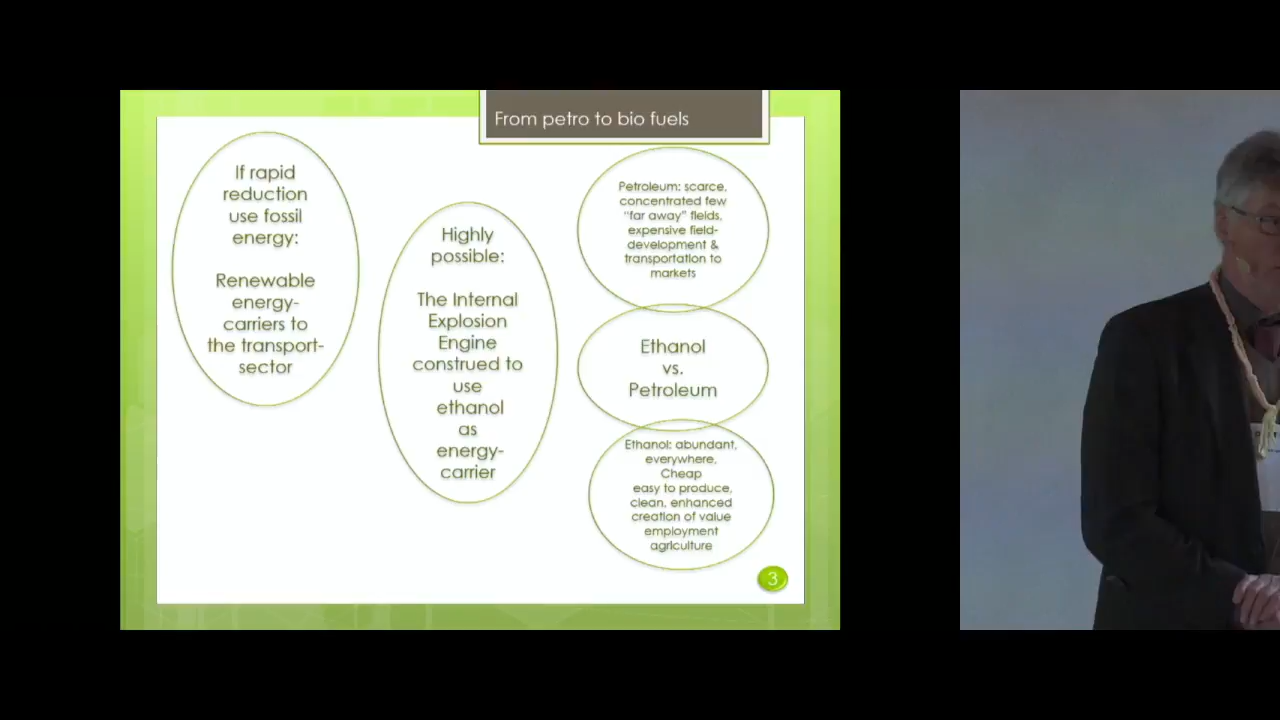 From petro to bio fuels
If rapid
reduction
use fossil
energy:
Renewable
energy-
carriers to
the transport-
sector
Highly
possible:
The Internal
Explosion
Engine
construed to
use
ethanol
as
energy-
carrier
Petroleum: scarce,
concentrated few
"far away" fields,
expensive field-
development &
transportation to
markets
Ethanol
vs.
Petroleum
Ethanol: abundant,
everywhere,
Cheap
easy to produce,
clean, enhanced
creation of value
employment
agriculture
3